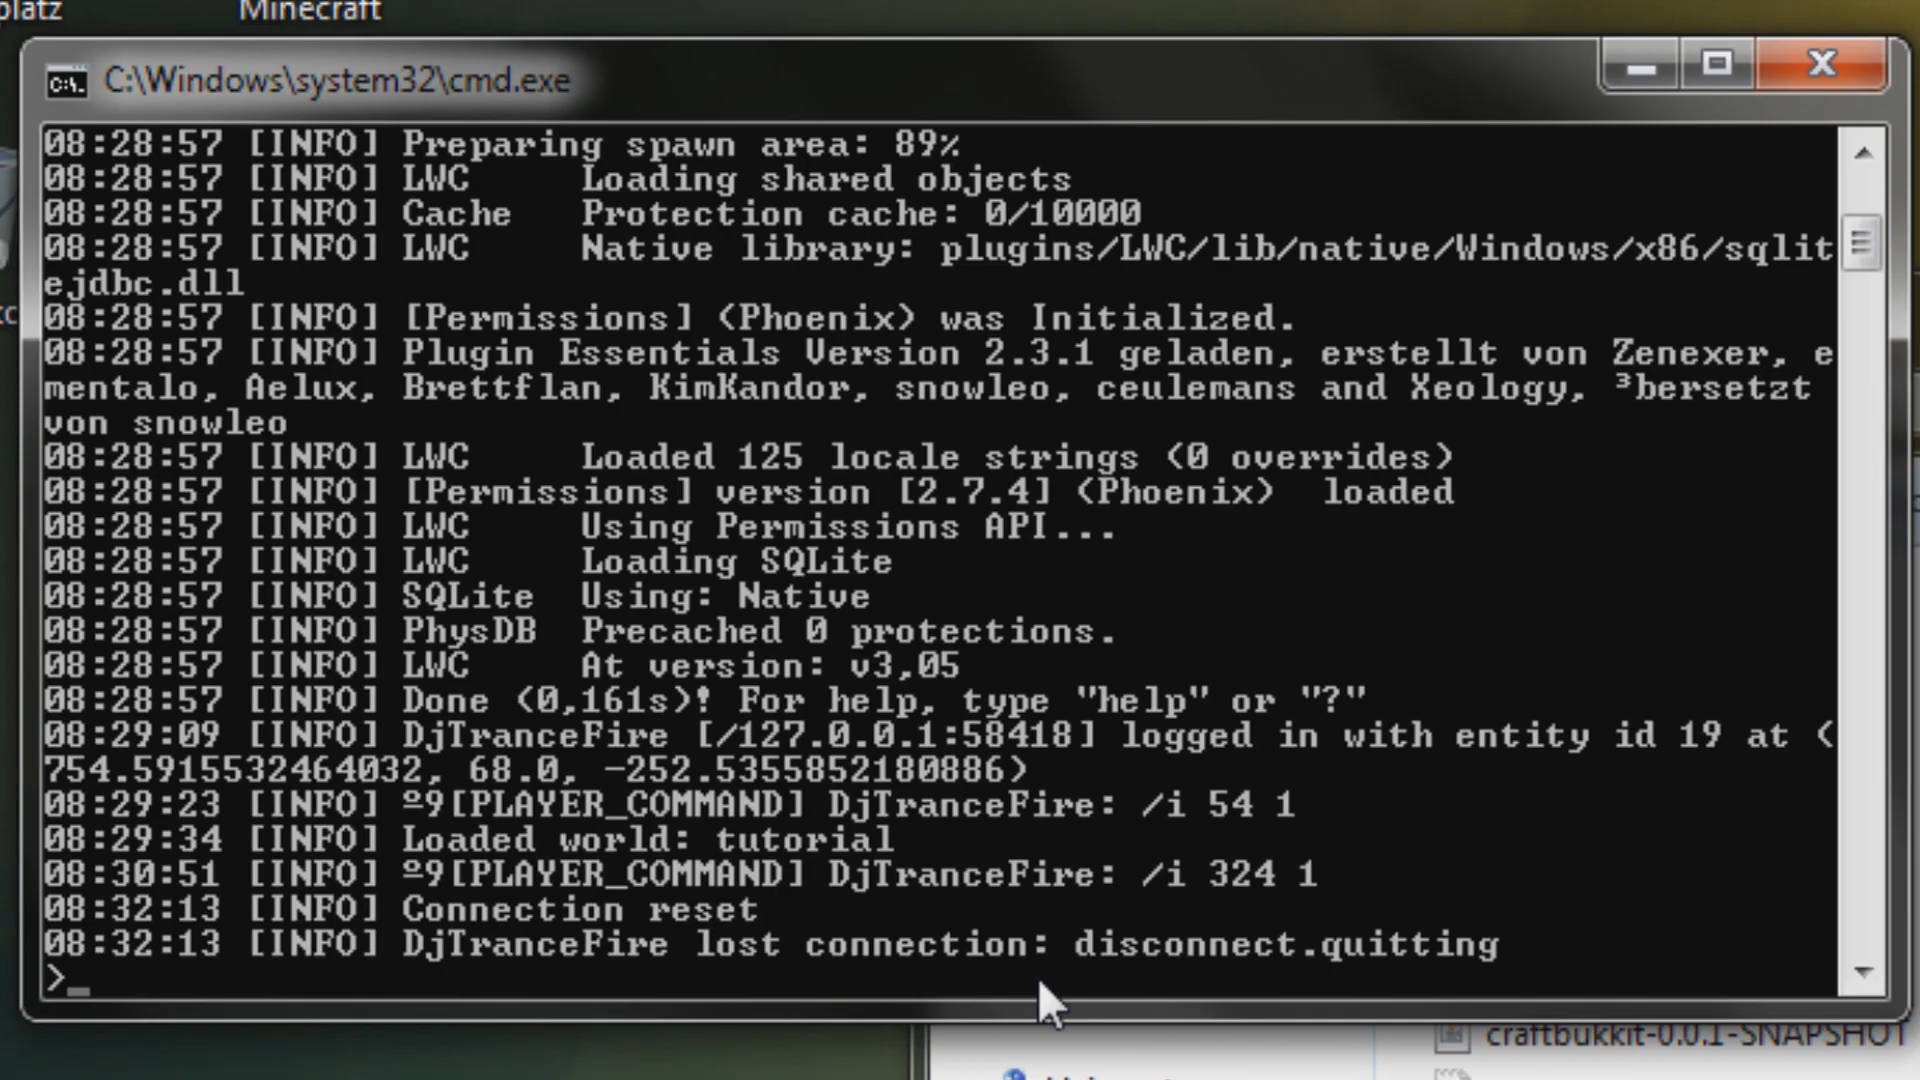 platz
Minecraft
C:\Windows\system32\cmd.exe
08:28:57 [INFO] Preparing spawn area: 89%
08:28:57 [INFO] LWC     Loading shared objects
08:28:57 [INFO] Cache   Protection cache: 0/10000
08:28:57 [INFO] LWC     Native library: plugins/LWC/lib/native/Windows/x86/sqlit
ejdbc.dll
08:28:57 [INFO] [Permissions] (Phoenix) was Initialized.
08:28:57 [INFO] Plugin Essentials Version 2.3.1 geladen, erstellt von Zenexer, e
mentalo, Aelux, Brettflan, KimKandor, snowleo, ceulemans and Xeology, ³bersetzt
von snowleo
08:28:57 [INFO] LWC     Loaded 125 locale strings (0 overrides)
08:28:57 [INFO] [Permissions] version [2.7.4] (Phoenix)  loaded
08:28:57 [INFO] LWC     Using Permissions API...
08:28:57 [INFO] LWC     Loading SQLite
08:28:57 [INFO] SQLite  Using: Native
08:28:57 [INFO] PhysDB  Precached 0 protections.
08:28:57 [INFO] LWC     At version: v3,05
08:28:57 [INFO] Done (0,161s)! For help, type "help" or "?"
08:29:09 [INFO] DjTranceFire [/127.0.0.1:58418] logged in with entity id 19 at (
754.5915532464032, 68.0, -252.5355852180886)
08:29:23 [INFO] º9[PLAYER_COMMAND] DjTranceFire: /i 54 1
08:29:34 [INFO] Loaded world: tutorial
08:30:51 [INFO] º9[PLAYER_COMMAND] DjTranceFire: /i 324 1
08:32:13 [INFO] Connection reset
08:32:13 [INFO] DjTranceFire lost connection: disconnect.quitting
>_
craftbukkit-0.0.1-SNAPSHOT